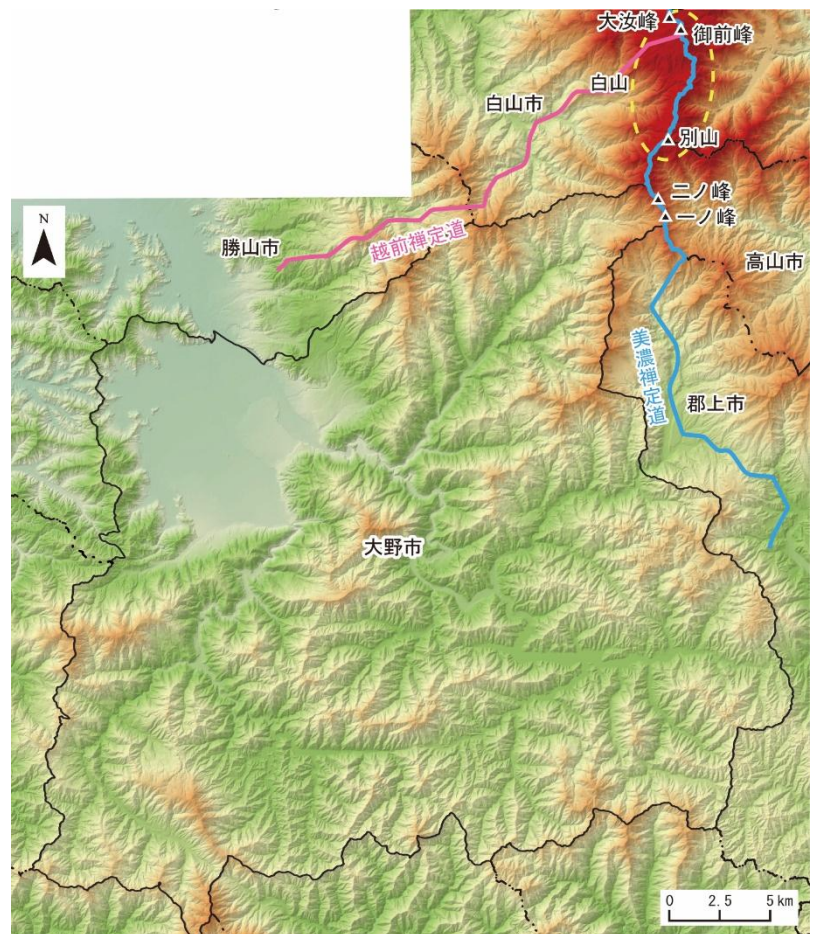 大汝峰
御前峰
白山
白山市
別山
N
二ノ峰
一ノ峰
勝山市
越前禅定道
高山市
美濃禅定道
郡上市
大野市
0 2.5 5 km